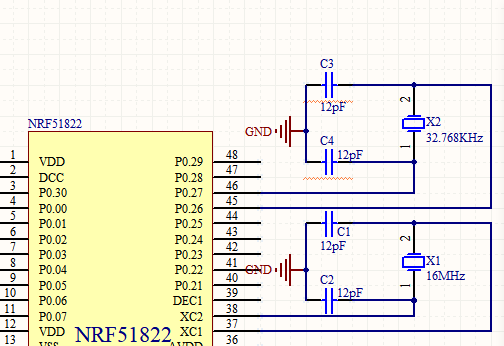 C3
12pF
2
X2
GND
32.768KHz
NRF51822
C4
12pF
1
1 VDD P0.29 48
2 DCC P0.28 47
3 P0.30 P0.27 46
4 P0.00 P0.26 45
5 P0.01 P0.25 44
6 P0.02 P0.24 43
7 P0.03 P0.23 42
8 P0.04 P0.22 41
9 P0.05 P0.21 40
10 P0.06 DEC1 39
11 P0.07 XC2 38
12 VDD XC1 37
13 VSS AVDD 36
NRF51822
C1
12pF
2
X1
GND
16MHz
C2
12pF
1